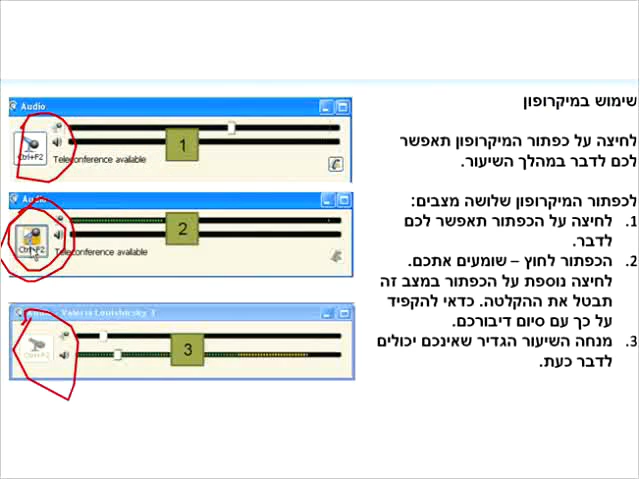 שימוש במיקרופון
לחיצה על כפתור המיקרופון תאפשר
לכם לדבר במהלך השיעור.
לכפתור המיקרופון שלושה מצבים:
1. לחיצה על הכפתור תאפשר לכם
לדבר.
2. הכפתור לחוץ – שומעים אתכם.
לחיצה נוספת על הכפתור במצב זה
תבטל את ההקלטה. כדאי להקפיד
על כך עם סיום דיבורכם.
3. מנחה השיעור הגדיר שאינכם יכולים
לדבר כעת.
Audio
1
Ctrl+F2
Teleconference available
Audio
2
Ctrl+F2
Teleconference available
Valeria
3
Ctrl+F2